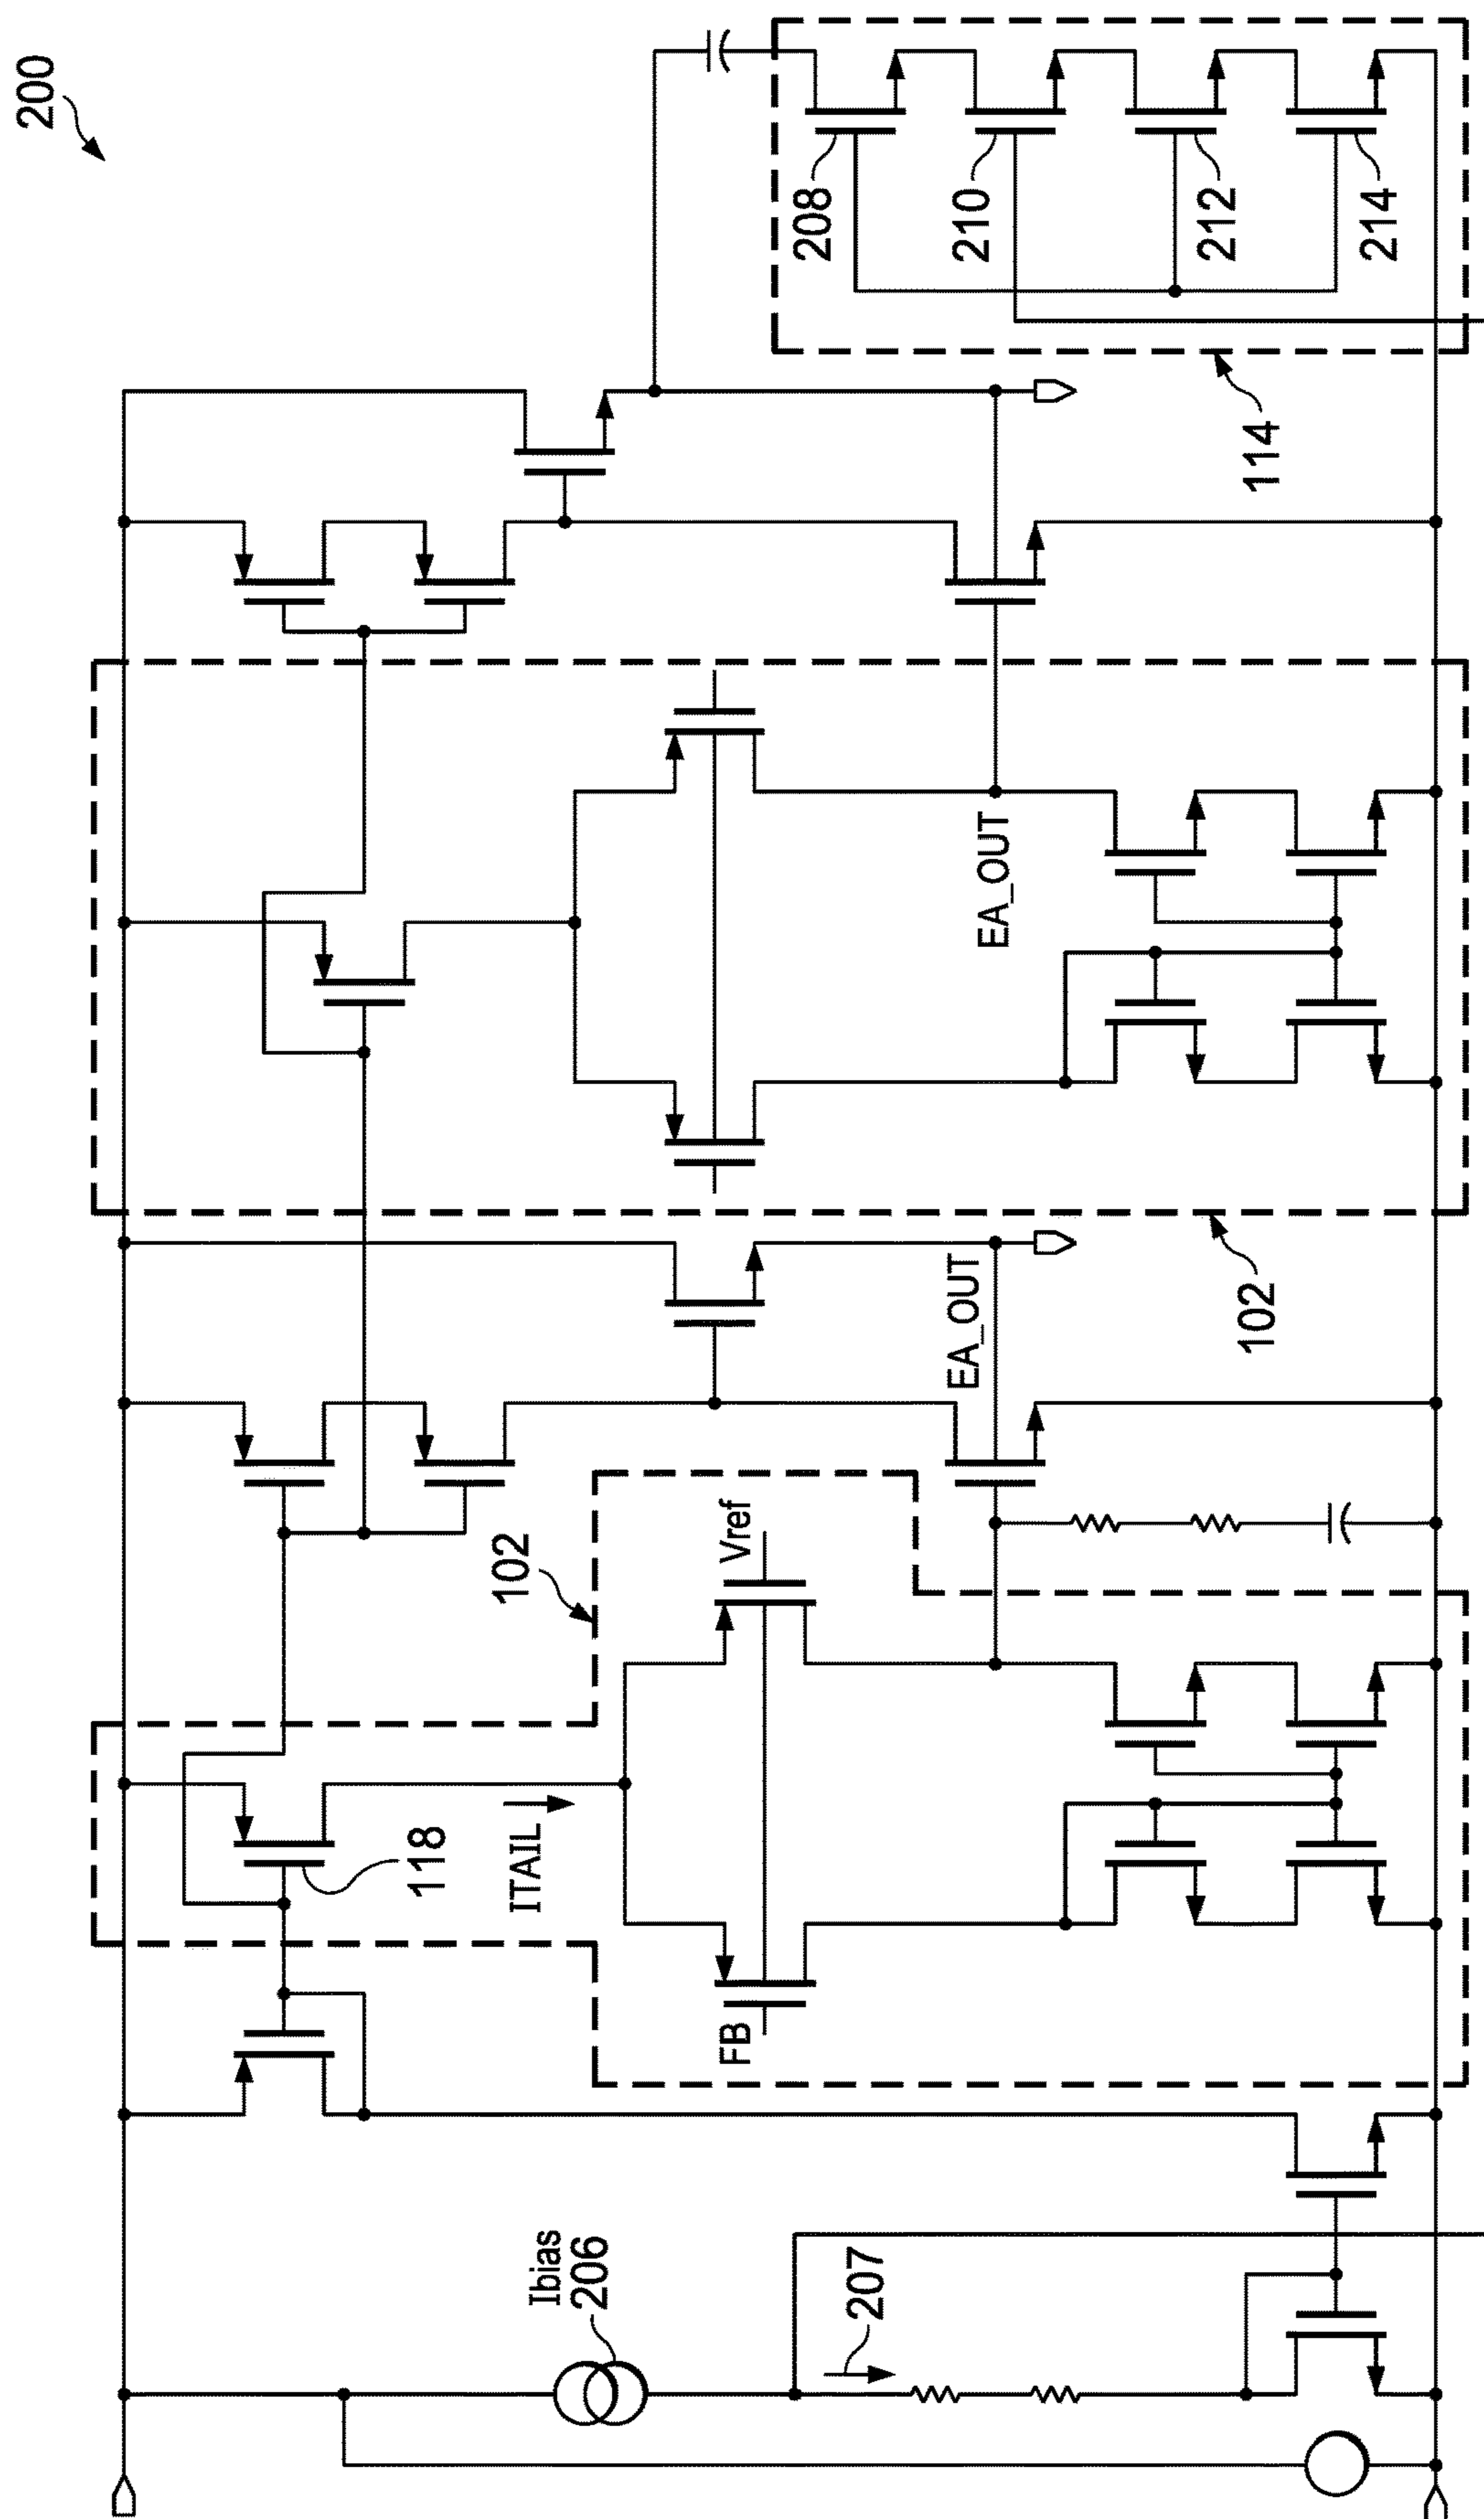 200
Ibias
206
207
118
ITAIL
FB
Vref
102
EA_OUT
102
EA_OUT
114
208
210
212
214